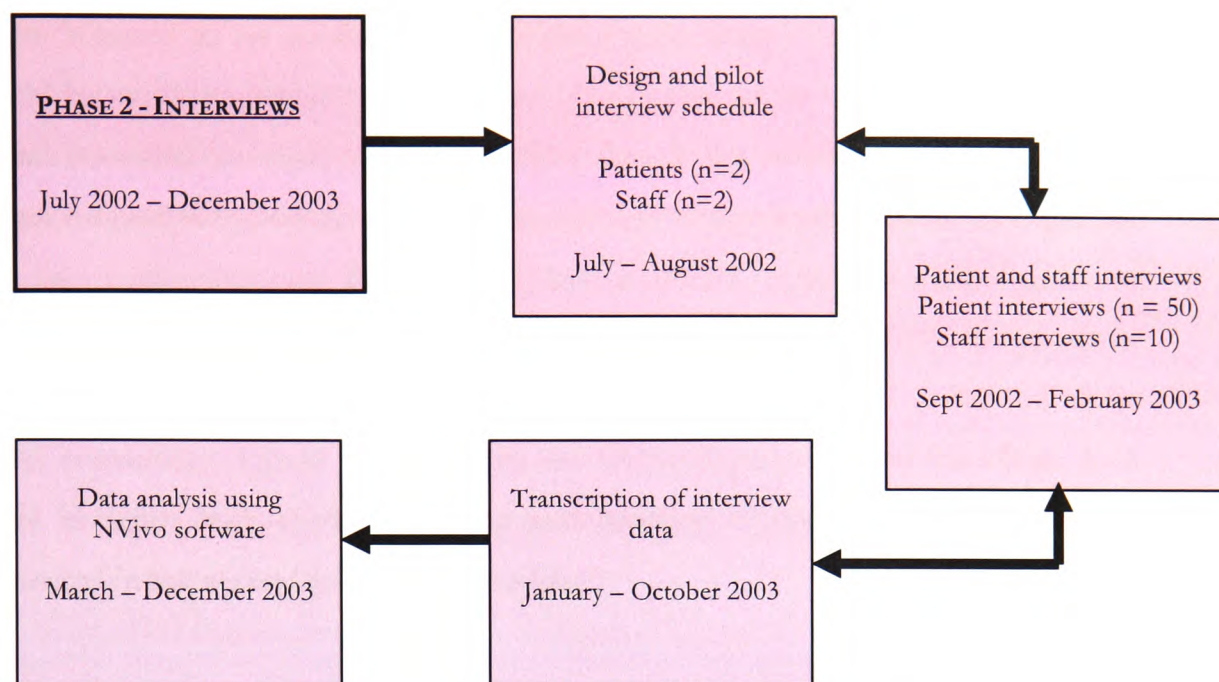 PHASE 2 - INTERVIEWS
July 2002 – December 2003
Design and pilot
interview schedule
Patients (n=2)
Staff (n=2)
July – August 2002
Patient and staff interviews
Patient interviews (n = 50)
Staff interviews (n=10)
Sept 2002 – February 2003
Transcription of interview
data
January – October 2003
Data analysis using
NVivo software
March – December 2003